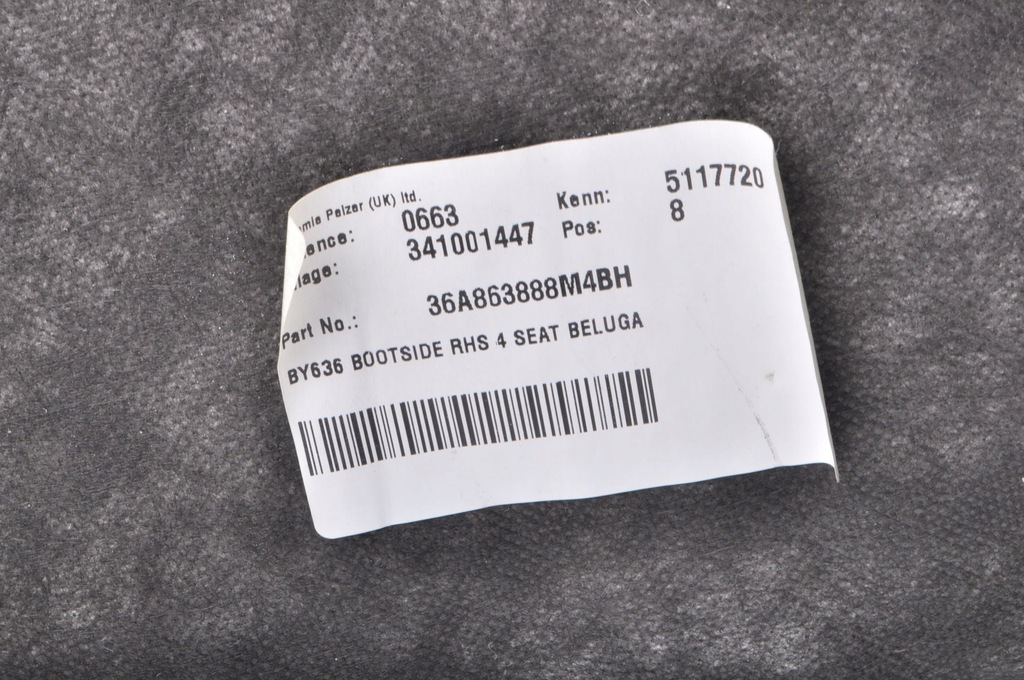 Pelzer (UK) ltd.
0663 Kenn: 5117720
341001447 Pos: 8
Part No.: 36A863888M4BH
BY636 BOOTSIDE RHS 4 SEAT BELUGA